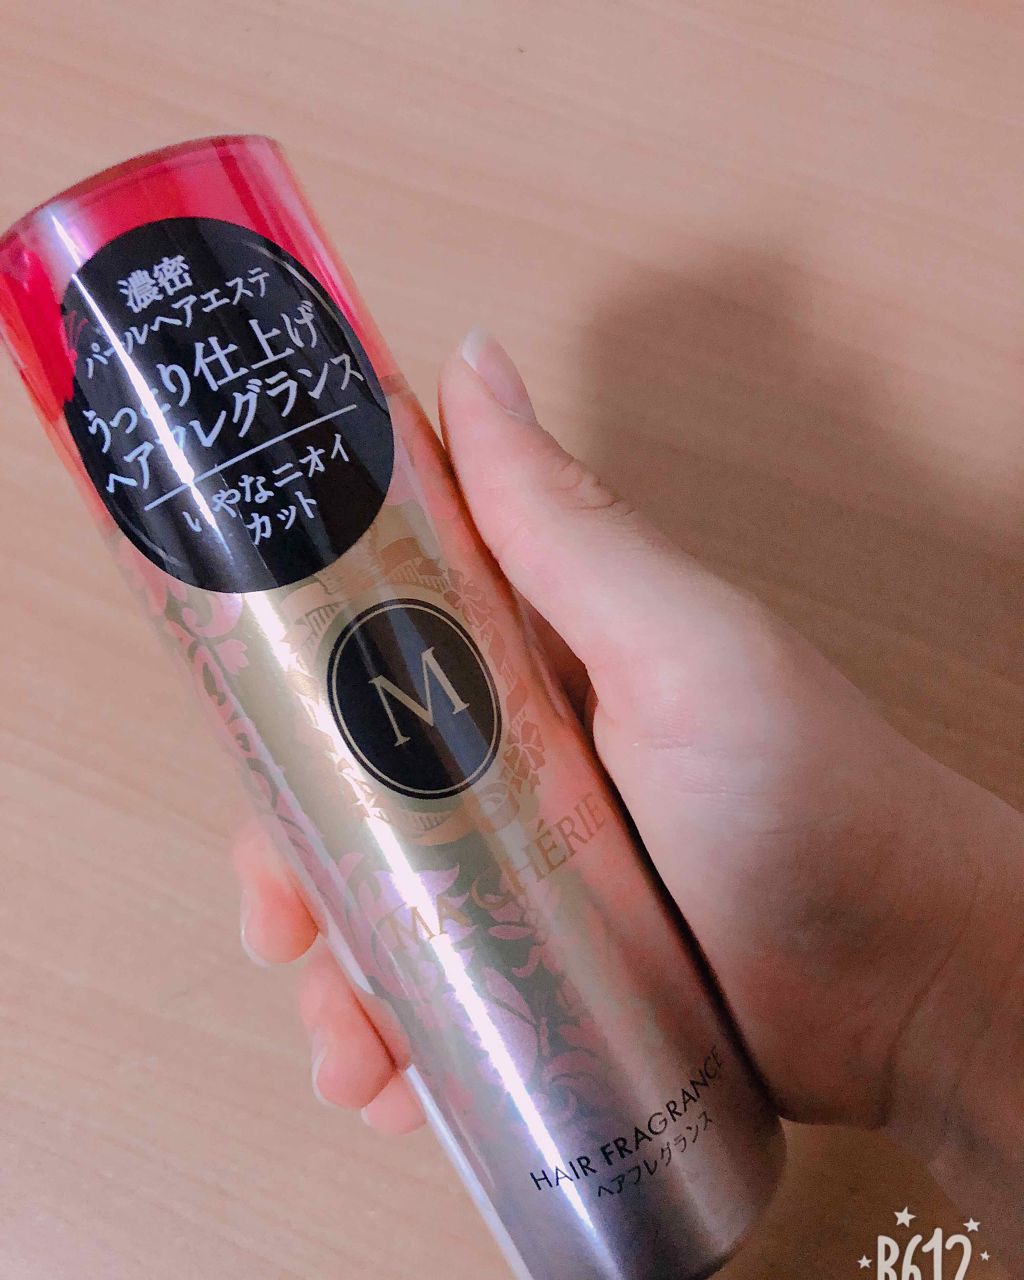 濃密
パールヘアエステ
うっとり仕上げ
ヘアフレグランス
いやなニオイ
カット
M
MA CHÉRIE
HAIR FRAGRANCE
ヘアフレグランス
B612